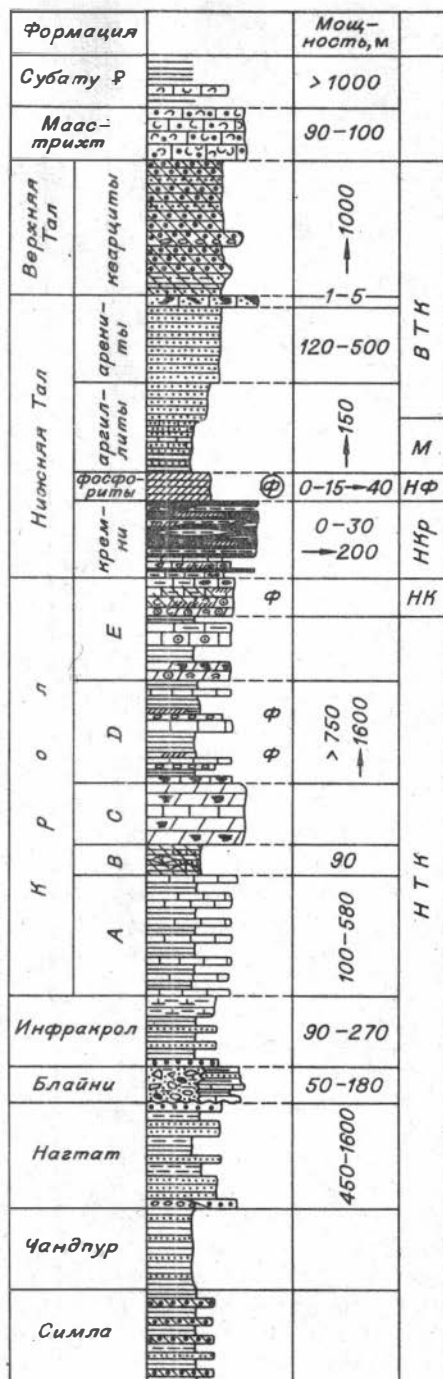 Формация
Мощ-
ность, м
Субату ₽
> 1000
Маас-
трихт
90–100
Верхняя
Тал
кварциты
→1000
1–5
ВТК
Нижняя Тал
арени-
ты
120–500
аргил-
литы
→150
М
фосфо-
риты
Ф
0–15→40
НФ
крем-
ни
0–30
→200
НКр
Крол
E
Ф
НК
D
Ф
Ф
> 750
→1600
C
B
90
A
100–580
НТК
Инфракрол
90–270
Блайни
50–180
Нагтат
450–1600
Чандпур
Симла